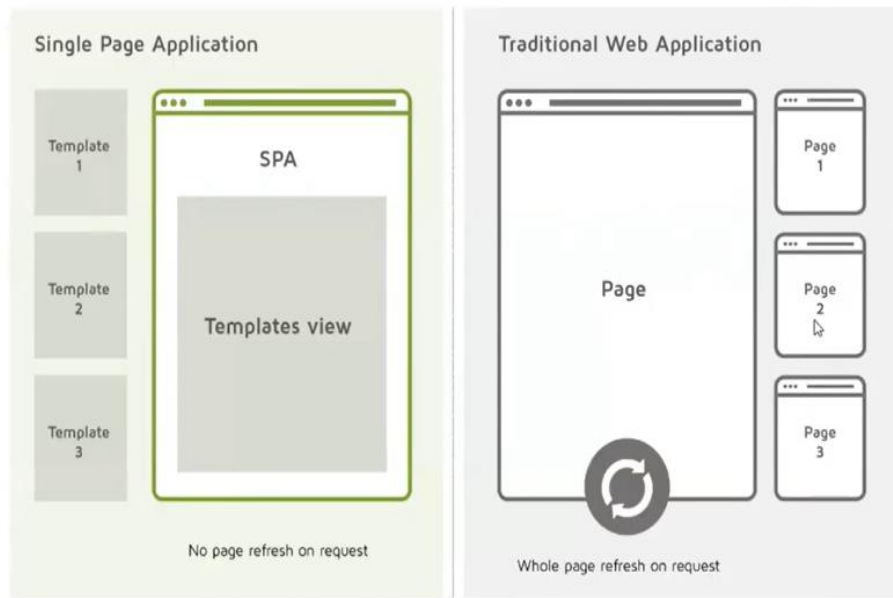 Single Page Application
Template
1
Template
2
Template
3
SPA
Templates view
No page refresh on request
Traditional Web Application
Page
Page
1
Page
2
Page
3
Whole page refresh on request